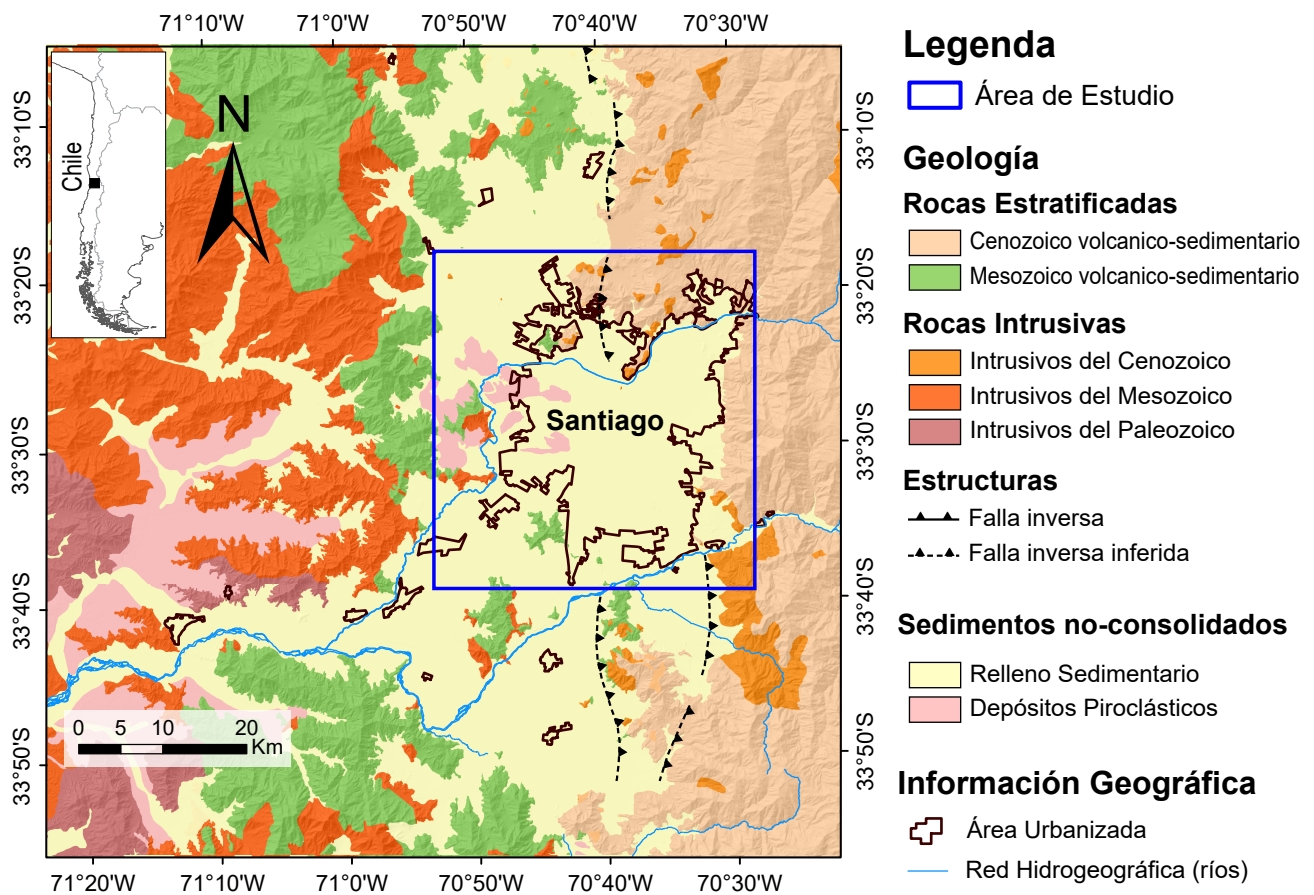 71°10'W 71°0'W 70°50'W 70°40'W 70°30'W
33°10'S
33°20'S
33°30'S
33°40'S
33°50'S
Chile
N
Santiago
0 5 10 20
Km
33°10'S
33°20'S
33°30'S
33°40'S
33°50'S
71°20'W 71°10'W 71°0'W 70°50'W 70°40'W 70°30'W
Legenda
Área de Estudio
Geología
Rocas Estratificadas
Cenozoico volcanico-sedimentario
Mesozoico volcanico-sedimentario
Rocas Intrusivas
Intrusivos del Cenozoico
Intrusivos del Mesozoico
Intrusivos del Paleozoico
Estructuras
Falla inversa
Falla inversa inferida
Sedimentos no-consolidados
Relleno Sedimentario
Depósitos Piroclásticos
Información Geográfica
Área Urbanizada
Red Hidrogeográfica (ríos)